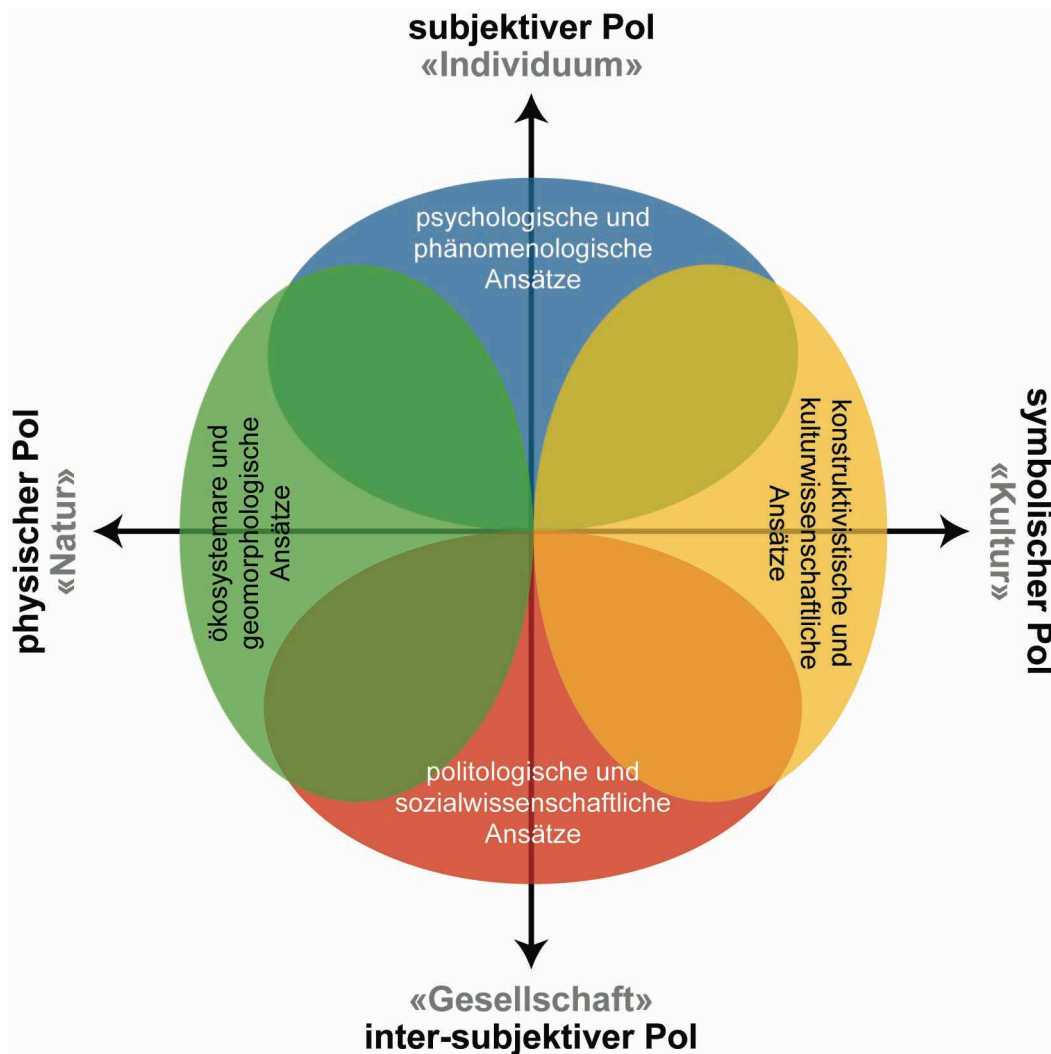 subjektiver Pol
«Individuum»
psychologische und
phänomenologische
Ansätze
physischer Pol
«Natur»
ökosystemare und
geomorphologische
Ansätze
konstruktivistische und
kulturwissenschaftliche
Ansätze
symbolischer Pol
«Kultur»
politologische und
sozialwissenschaftliche
Ansätze
«Gesellschaft»
inter-subjektiver Pol